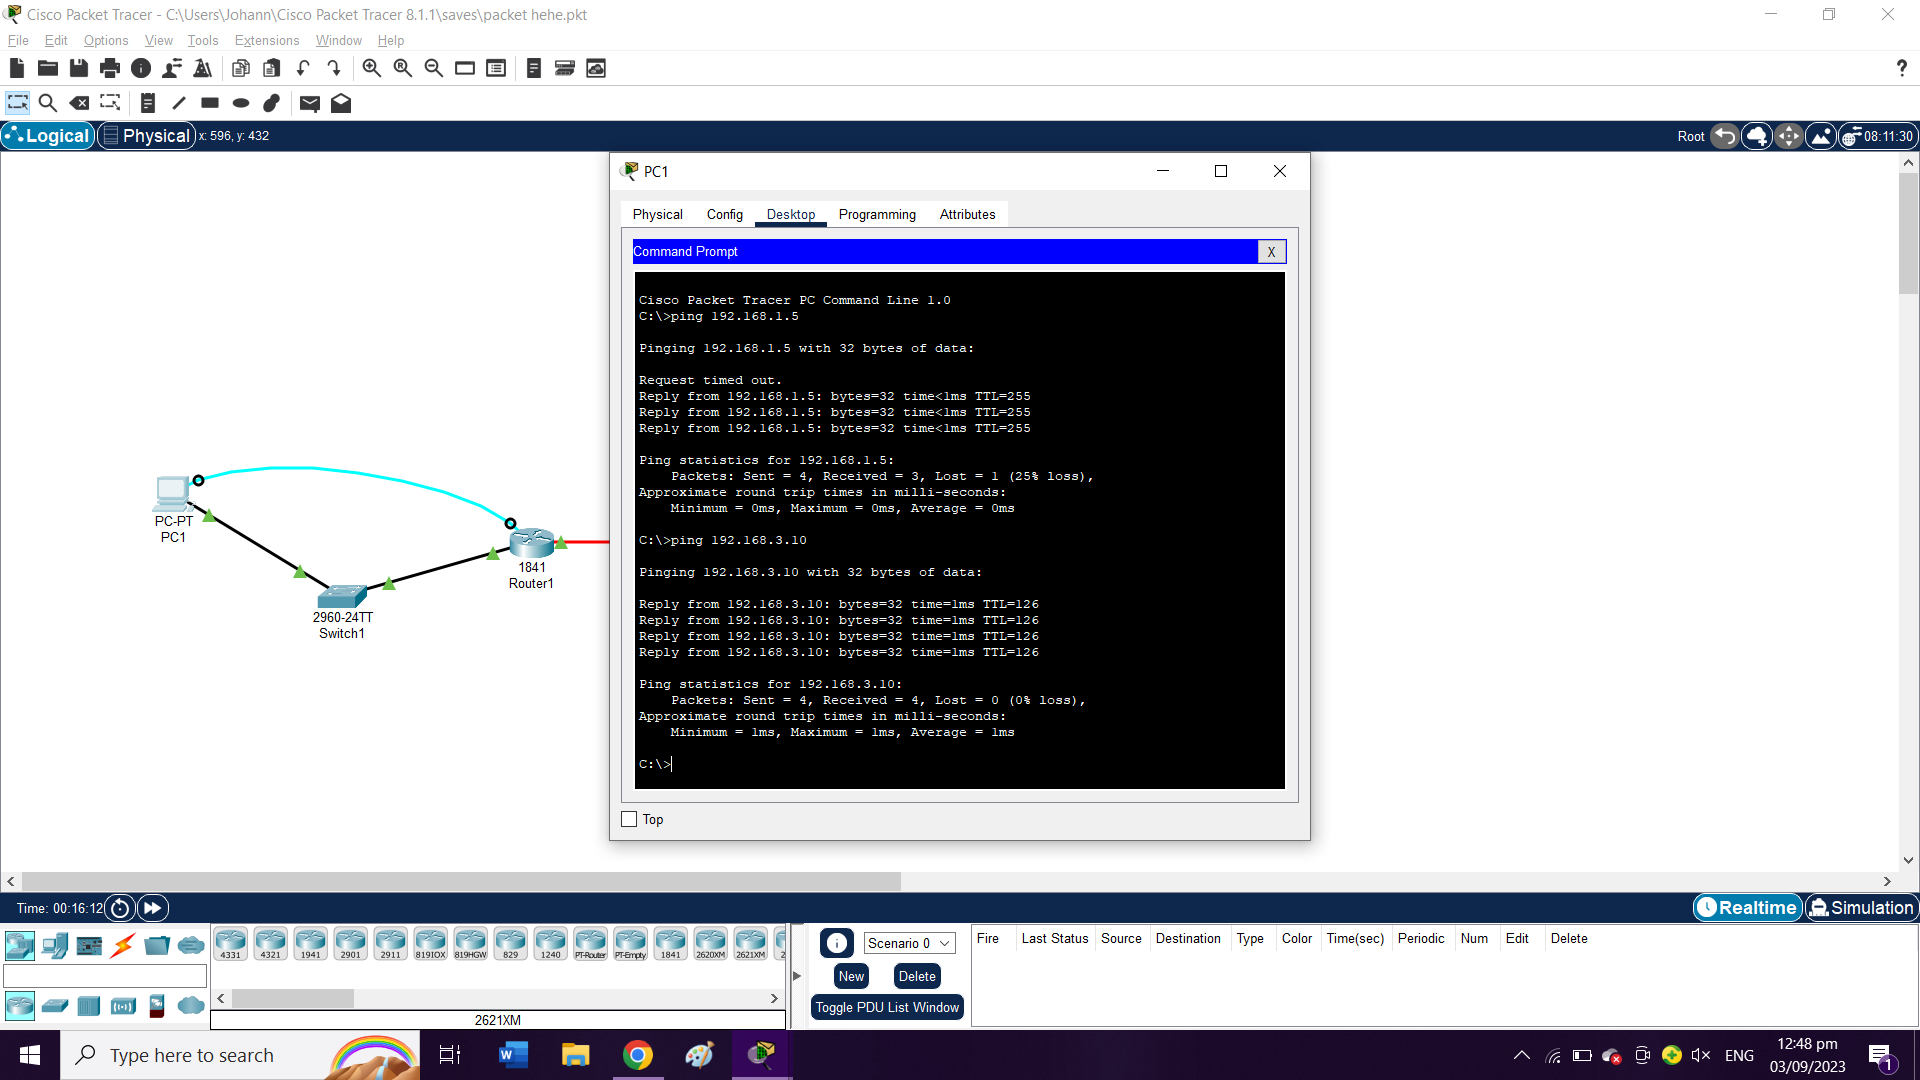 Cisco Packet Tracer - C:\Users\Johann\Cisco Packet Tracer 8.1.1\saves\packet hehe.pkt
File Edit Options View Tools Extensions Window Help
?
Logical Physical x: 596, y: 432
Root 08:11:30
PC1
Physical Config Desktop Programming Attributes
Command Prompt X
Cisco Packet Tracer PC Command Line 1.0
C:\>ping 192.168.1.5
Pinging 192.168.1.5 with 32 bytes of data:
Request timed out.
Reply from 192.168.1.5: bytes=32 time<1ms TTL=255
Reply from 192.168.1.5: bytes=32 time<1ms TTL=255
Reply from 192.168.1.5: bytes=32 time<1ms TTL=255
Ping statistics for 192.168.1.5:
Packets: Sent = 4, Received = 3, Lost = 1 (25% loss),
Approximate round trip times in milli-seconds:
Minimum = 0ms, Maximum = 0ms, Average = 0ms
C:\>ping 192.168.3.10
Pinging 192.168.3.10 with 32 bytes of data:
Reply from 192.168.3.10: bytes=32 time=1ms TTL=126
Reply from 192.168.3.10: bytes=32 time=1ms TTL=126
Reply from 192.168.3.10: bytes=32 time=1ms TTL=126
Reply from 192.168.3.10: bytes=32 time=1ms TTL=126
Ping statistics for 192.168.3.10:
Packets: Sent = 4, Received = 4, Lost = 0 (0% loss),
Approximate round trip times in milli-seconds:
Minimum = 1ms, Maximum = 1ms, Average = 1ms
C:\>
Top
PC-PT
PC1
1841
Router1
2960-24TT
Switch1
Time: 00:16:12
Realtime Simulation
4331 4321 1941 2901 2911 819IOX 819HGW 829 1240 PT-Router PT-Empty 1841 2620XM 2621XM 2
2621XM
Scenario 0
New Delete
Toggle PDU List Window
Fire Last Status Source Destination Type Color Time(sec) Periodic Num Edit Delete
Type here to search
ENG
12:48 pm
03/09/2023
1